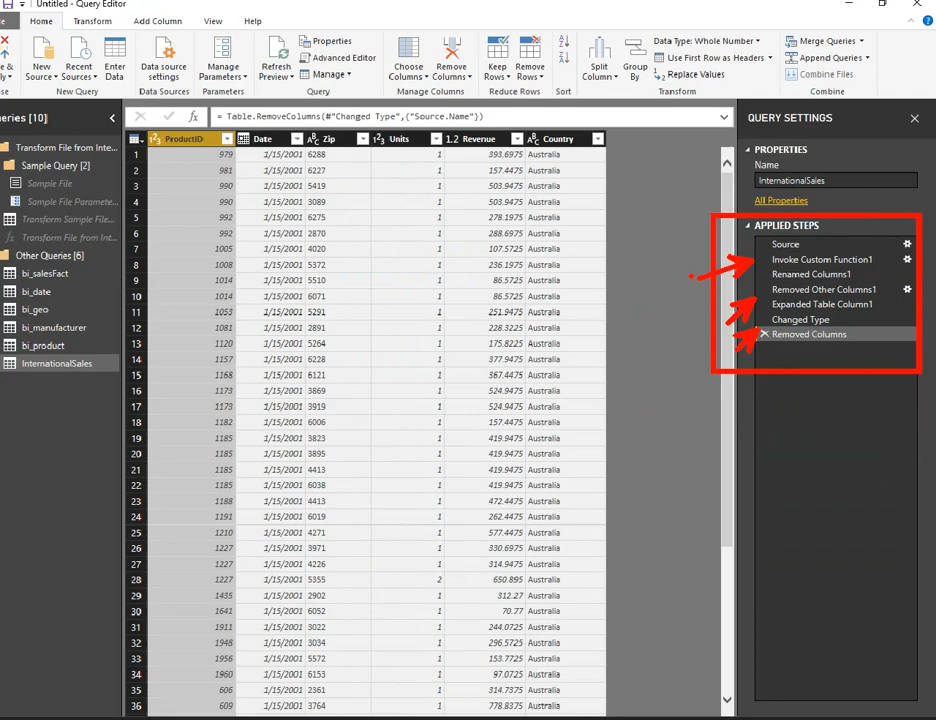 Untitled - Query Editor
Home Transform Add Column View Help
New Source Recent Sources Enter Data Data source settings Manage Parameters Refresh Preview Properties Advanced Editor Manage Choose Columns Remove Columns Keep Rows Remove Rows Split Column Group By Data Type: Whole Number Use First Row as Headers Replace Values Merge Queries Append Queries Combine Files
New Query Data Sources Parameters Query Manage Columns Reduce Rows Sort Transform Combine
[10]
fx = Table.RemoveColumns(#"Changed Type",{"Source.Name"})
Transform File from Inte...
Sample Query [2]
Sample File
Sample File Paramete...
Transform Sample File...
fx Transform File from Int...
Other Queries [6]
bi_salesFact
bi_date
bi_geo
bi_manufacturer
bi_product
InternationalSales
ProductID Date Zip Units Revenue Country
1 979 1/15/2001 6288 1 393.6975 Australia
2 981 1/15/2001 6227 1 157.4475 Australia
3 990 1/15/2001 5419 1 503.9475 Australia
4 990 1/15/2001 3089 1 503.9475 Australia
5 992 1/15/2001 6275 1 278.1975 Australia
6 992 1/15/2001 2870 1 288.6975 Australia
7 1005 1/15/2001 4020 1 107.5725 Australia
8 1008 1/15/2001 5372 1 236.1975 Australia
9 1014 1/15/2001 5510 1 86.5725 Australia
10 1014 1/15/2001 6071 1 86.5725 Australia
11 1053 1/15/2001 5291 1 251.9475 Australia
12 1081 1/15/2001 2891 1 228.3225 Australia
13 1120 1/15/2001 5264 1 175.8225 Australia
14 1157 1/15/2001 6228 1 377.9475 Australia
15 1168 1/15/2001 6121 1 367.4475 Australia
16 1173 1/15/2001 3869 1 524.9475 Australia
17 1173 1/15/2001 3919 1 524.9475 Australia
18 1182 1/15/2001 6006 1 157.4475 Australia
19 1185 1/15/2001 3823 1 419.9475 Australia
20 1185 1/15/2001 3895 1 419.9475 Australia
21 1185 1/15/2001 4413 1 419.9475 Australia
22 1185 1/15/2001 6038 1 419.9475 Australia
23 1188 1/15/2001 4413 1 472.4475 Australia
24 1191 1/15/2001 6019 1 262.4475 Australia
25 1210 1/15/2001 4271 1 577.4475 Australia
26 1227 1/15/2001 3971 1 330.6975 Australia
27 1227 1/15/2001 4226 1 314.9475 Australia
28 1227 1/15/2001 5355 2 650.895 Australia
29 1435 1/15/2001 2902 1 312.27 Australia
30 1641 1/15/2001 6052 1 70.77 Australia
31 1911 1/15/2001 3022 1 244.0725 Australia
32 1948 1/15/2001 3034 1 296.5725 Australia
33 1956 1/15/2001 5572 1 153.7725 Australia
34 1960 1/15/2001 6153 1 97.0725 Australia
35 606 1/15/2001 2361 1 314.7375 Australia
36 609 1/15/2001 3764 1 778.8375 Australia
QUERY SETTINGS
PROPERTIES
Name
InternationalSales
All Properties
APPLIED STEPS
Source
Invoke Custom Function1
Renamed Columns1
Removed Other Columns1
Expanded Table Column1
Changed Type
Removed Columns